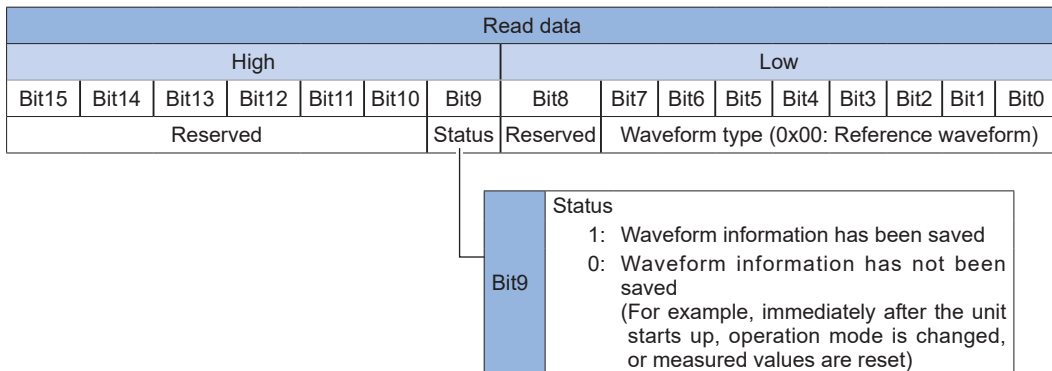 Read data
High Low
Bit15 Bit14 Bit13 Bit12 Bit11 Bit10 Bit9 Bit8 Bit7 Bit6 Bit5 Bit4 Bit3 Bit2 Bit1 Bit0
Reserved Status Reserved Waveform type (0x00: Reference waveform)
Status
1: Waveform information has been saved
0: Waveform information has not been
Bit9
saved
(For example, immediately after the unit
starts up, operation mode is changed,
or measured values are reset)